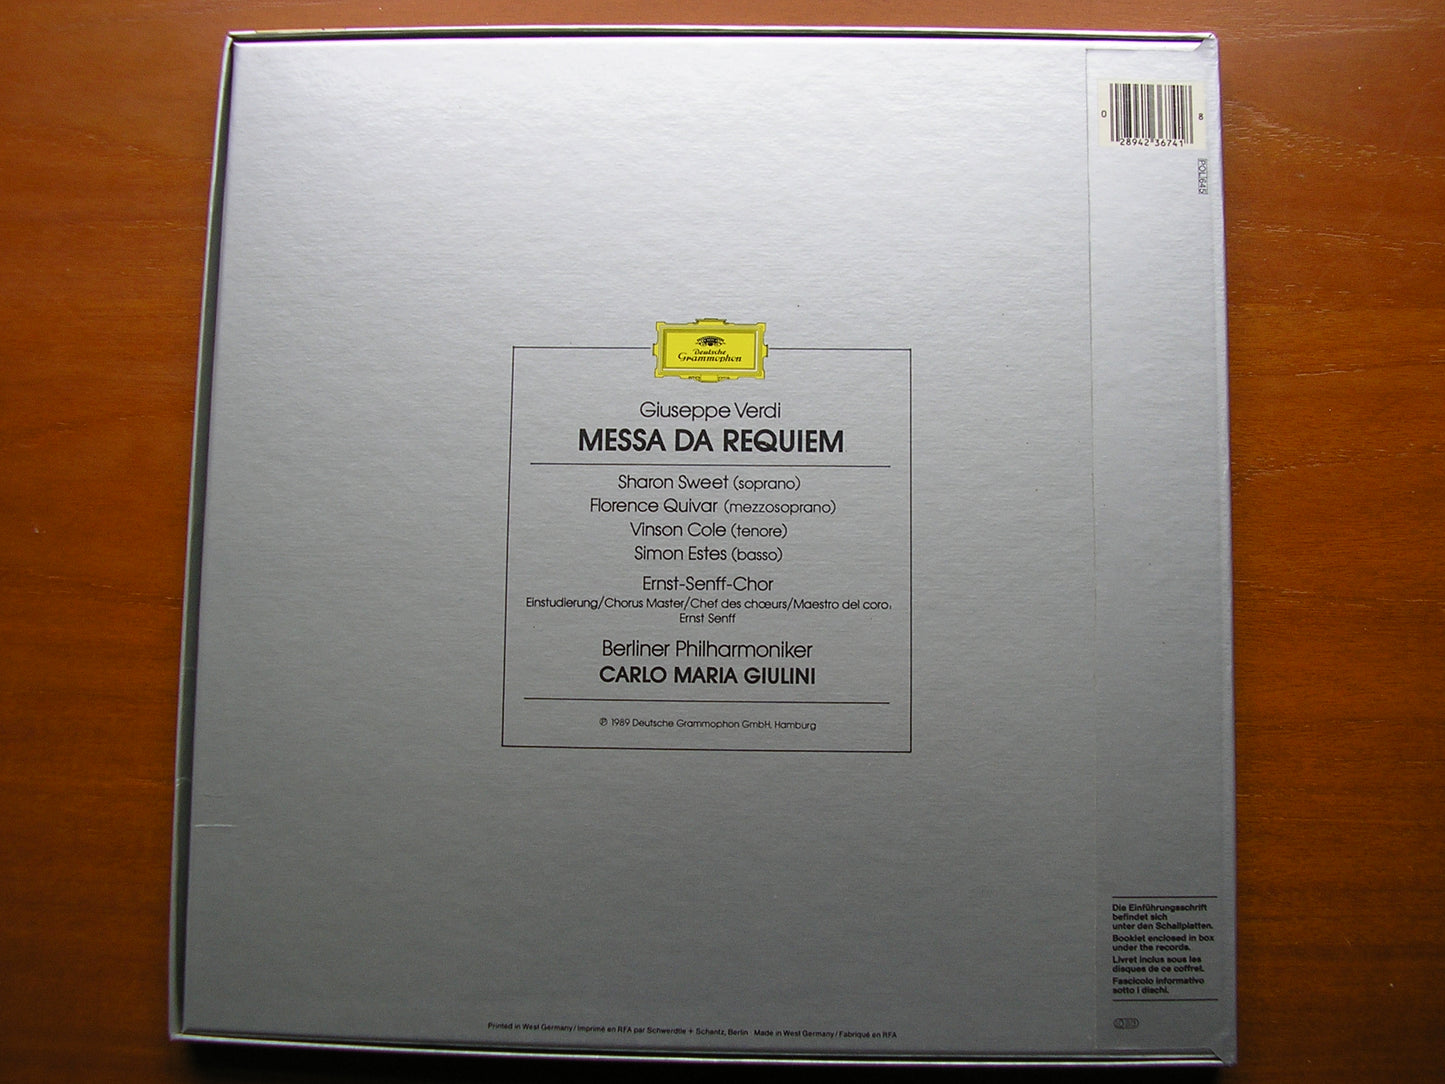 0 28942 36741 8
POL 1645
Deutsche
Grammophon
Giuseppe Verdi
MESSA DA REQUIEM
Sharon Sweet (soprano)
Florence Quivar (mezzosoprano)
Vinson Cole (tenore)
Simon Estes (basso)
Ernst-Senff-Chor
Einstudierung/Chorus Master/Chef des chœurs/Maestro del coro:
Ernst Senff
Berliner Philharmoniker
CARLO MARIA GIULINI
℗ 1989 Deutsche Grammophon GmbH, Hamburg
Die Einführungsschrift
befindet sich
unter den Schallplatten.
Booklet enclosed in box
under the records.
Livret inclus sous les
disques de ce coffret.
Fascicolo informativo
sotto i dischi.
Printed in West Germany / Imprimé en RFA par Schwerdtle + Schantz, Berlin · Made in West Germany / Fabriqué en RFA